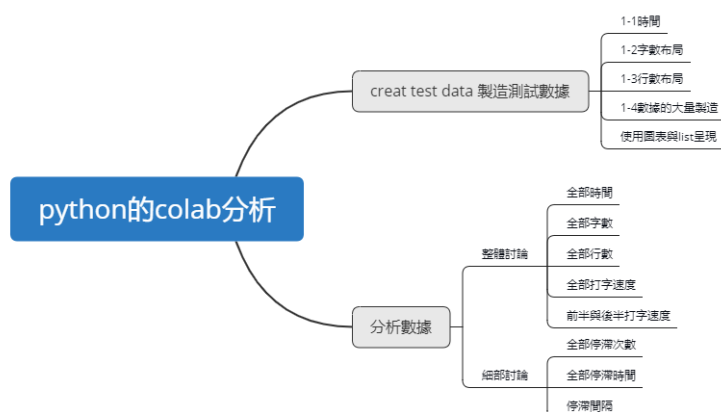 python的colab分析
creat test data 製造測試數據
1-1時間
1-2字數布局
1-3行數布局
1-4數據的大量製造
使用圖表與list呈現
分析數據
整體討論
全部時間
全部字數
全部行數
全部打字速度
前半與後半打字速度
細部討論
全部停滯次數
全部停滯時間
停滯間隔